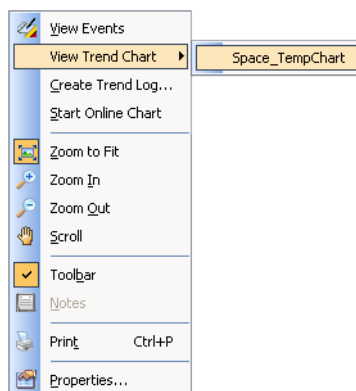 View Events
View Trend Chart
Space_TempChart
Create Trend Log...
Start Online Chart
Zoom to Fit
Zoom In
Zoom Out
Scroll
Toolbar
Notes
Print Ctrl+P
Properties...